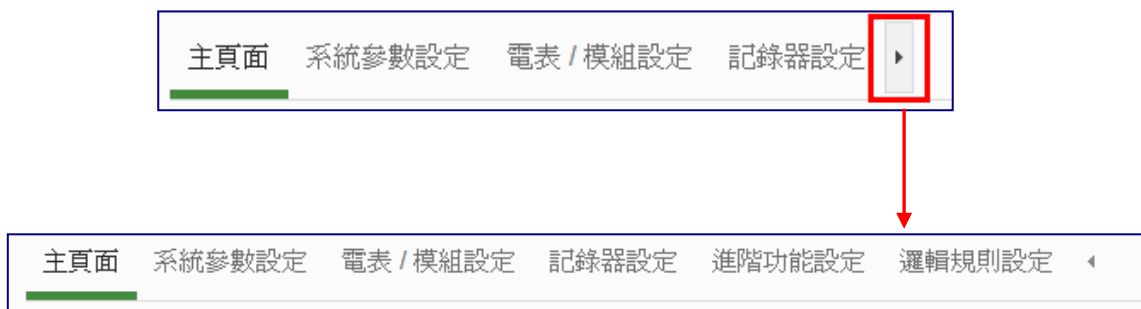 主頁面 系統參數設定 電表 / 模組設定 記錄器設定
主頁面 系統參數設定 電表 / 模組設定 記錄器設定 進階功能設定 邏輯規則設定